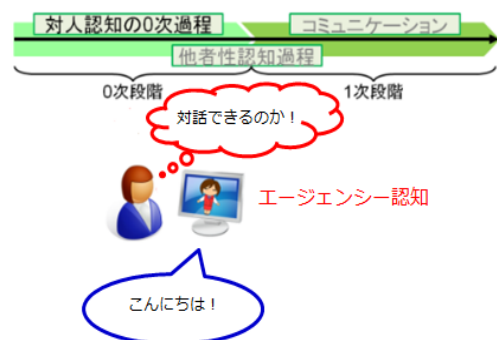 対人認知の0次過程
コミュニケーション
他者性認知過程
0次段階
1次段階
対話できるのか！
エージェンシー認知
こんにちは！